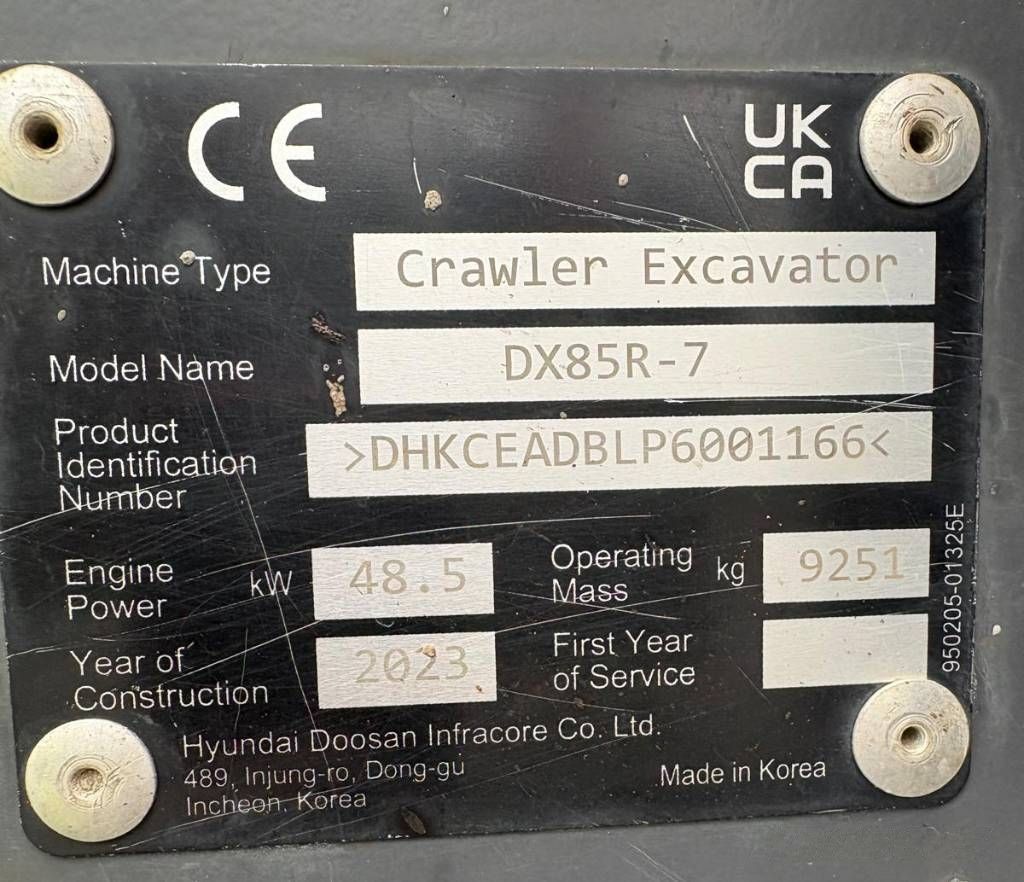 CE
UK
CA
Machine Type Crawler Excavator
Model Name DX85R-7
Product
Identification
Number
>DHKCEADBLP6001166<
Engine
Power
kW 48.5
Operating
Mass
kg 9251
Year of
Construction
2023
First Year
of Service
Hyundai Doosan Infracore Co. Ltd.
489, Injung-ro, Dong-gu
Incheon. Korea
Made in Korea
950205-01325E